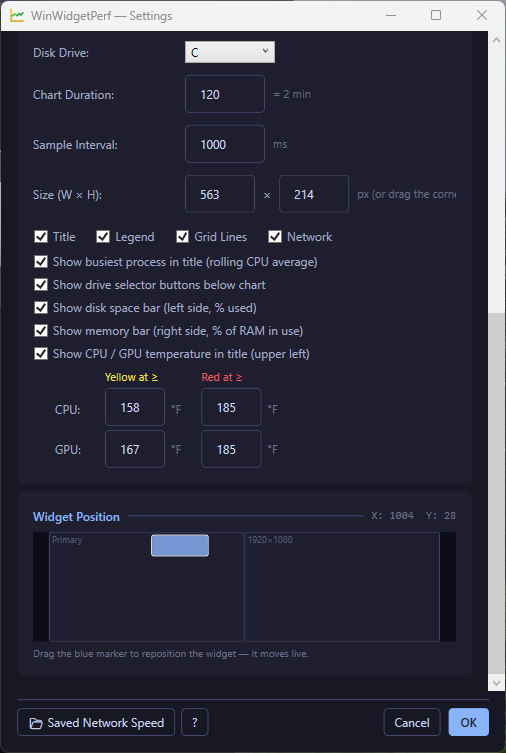 WinWidgetPerf — Settings
Disk Drive: C
Chart Duration: 120 = 2 min
Sample Interval: 1000 ms
Size (W × H): 563 × 214 px (or drag the corne
Title Legend Grid Lines Network
Show busiest process in title (rolling CPU average)
Show drive selector buttons below chart
Show disk space bar (left side, % used)
Show memory bar (right side, % of RAM in use)
Show CPU / GPU temperature in title (upper left)
Yellow at ≥ Red at ≥
CPU: 158 °F 185 °F
GPU: 167 °F 185 °F
Widget Position X: 1004 Y: 28
Primary 1920×1080
Drag the blue marker to reposition the widget — it moves live.
Saved Network Speed ? Cancel OK